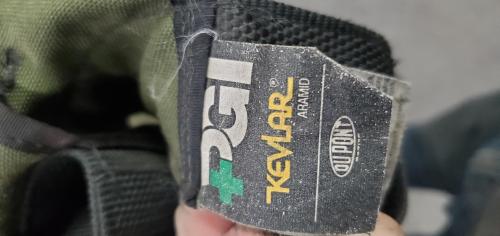 PGI
KEVLAR®
ARAMID
DUPONT